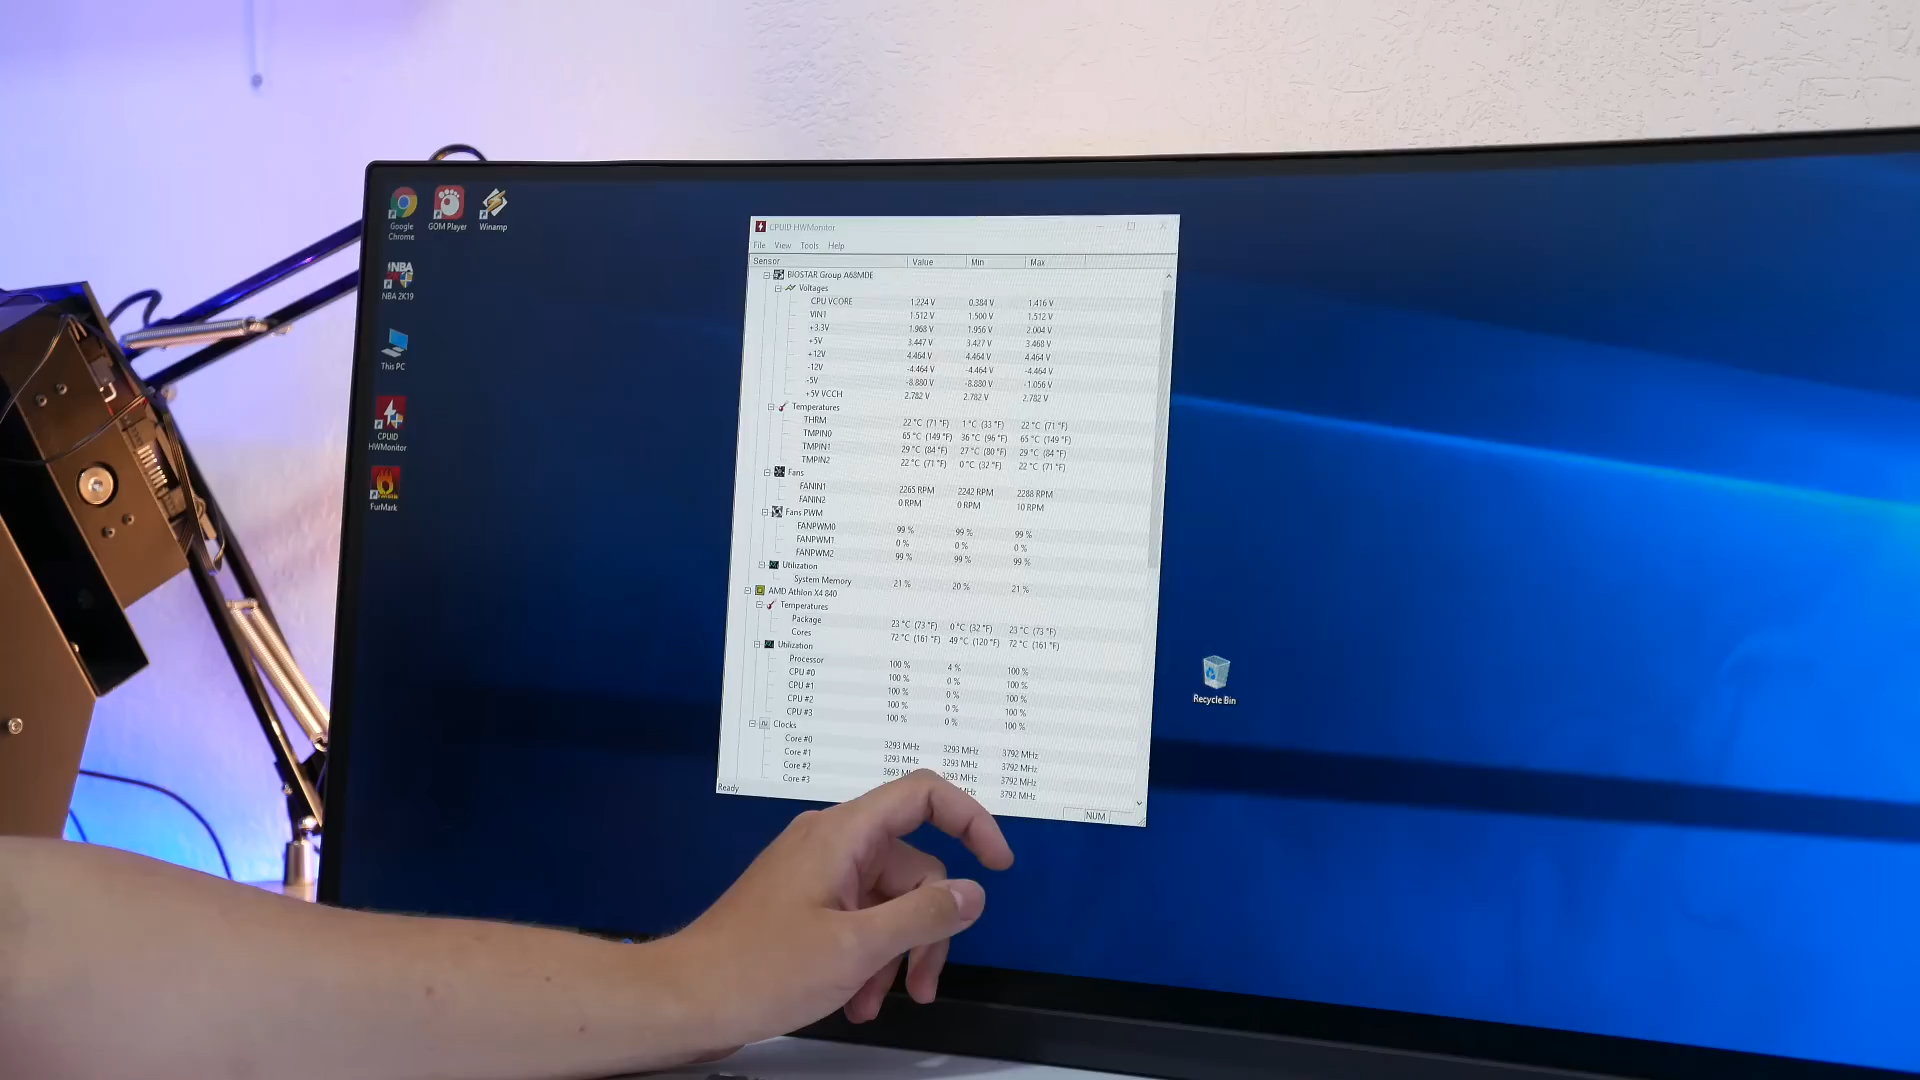 Google
Chrome
GOM Player
Winamp
NBA
NBA 2K19
This PC
CPUID
HWMonitor
FurMark
CPUID HWMonitor
File View Tools Help
Sensor Value Min Max
BIOSTAR Group A68MDE
Voltages
CPU VCORE 1.224 V 0.384 V 1.416 V
VIN1 1.512 V 1.500 V 1.512 V
+3.3V 1.968 V 1.956 V 2.004 V
+5V 3.447 V 3.427 V 3.468 V
+12V 4.464 V 4.464 V 4.464 V
-12V -4.464 V -4.464 V -4.464 V
-5V -8.880 V -8.880 V -1.056 V
+5V VCCH 2.782 V 2.782 V 2.782 V
Temperatures
THRM 22 °C (71 °F) 1 °C (33 °F) 22 °C (71 °F)
TMPIN0 65 °C (149 °F) 36 °C (96 °F) 65 °C (149 °F)
TMPIN1 29 °C (84 °F) 27 °C (80 °F) 29 °C (84 °F)
TMPIN2 22 °C (71 °F) 0 °C (32 °F) 22 °C (71 °F)
Fans
FANIN1 2265 RPM 2242 RPM 2288 RPM
FANIN2 0 RPM 0 RPM 10 RPM
Fans PWM
FANPWM0 99 % 99 % 99 %
FANPWM1 0 % 0 % 0 %
FANPWM2 99 % 99 % 99 %
Utilization
System Memory 21 % 20 % 21 %
AMD Athlon X4 840
Temperatures
Package 23 °C (73 °F) 0 °C (32 °F) 23 °C (73 °F)
Cores 72 °C (161 °F) 49 °C (120 °F) 72 °C (161 °F)
Utilization
Processor 100 % 4 % 100 %
CPU #0 100 % 0 % 100 %
CPU #1 100 % 0 % 100 %
CPU #2 100 % 0 % 100 %
CPU #3 100 % 0 % 100 %
Clocks
Core #0 3293 MHz 3293 MHz 3792 MHz
Core #1 3293 MHz 3293 MHz 3792 MHz
Core #2 3693 MHz 3293 MHz 3792 MHz
Core #3 MHz 3792 MHz
Ready NUM
Recycle Bin